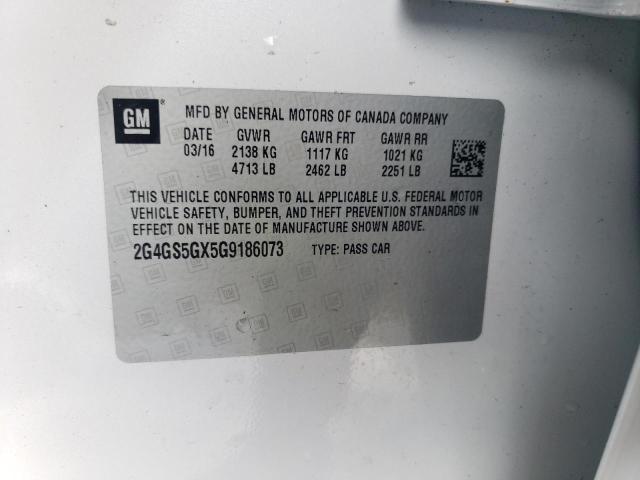 GM
MFD BY GENERAL MOTORS OF CANADA COMPANY
DATE GVWR GAWR FRT GAWR RR
03/16 2138 KG 1117 KG 1021 KG
4713 LB 2462 LB 2251 LB
THIS VEHICLE CONFORMS TO ALL APPLICABLE U.S. FEDERAL MOTOR
VEHICLE SAFETY, BUMPER, AND THEFT PREVENTION STANDARDS IN
EFFECT ON THE DATE OF MANUFACTURE SHOWN ABOVE.
2G4GS5GX5G9186073 TYPE: PASS CAR